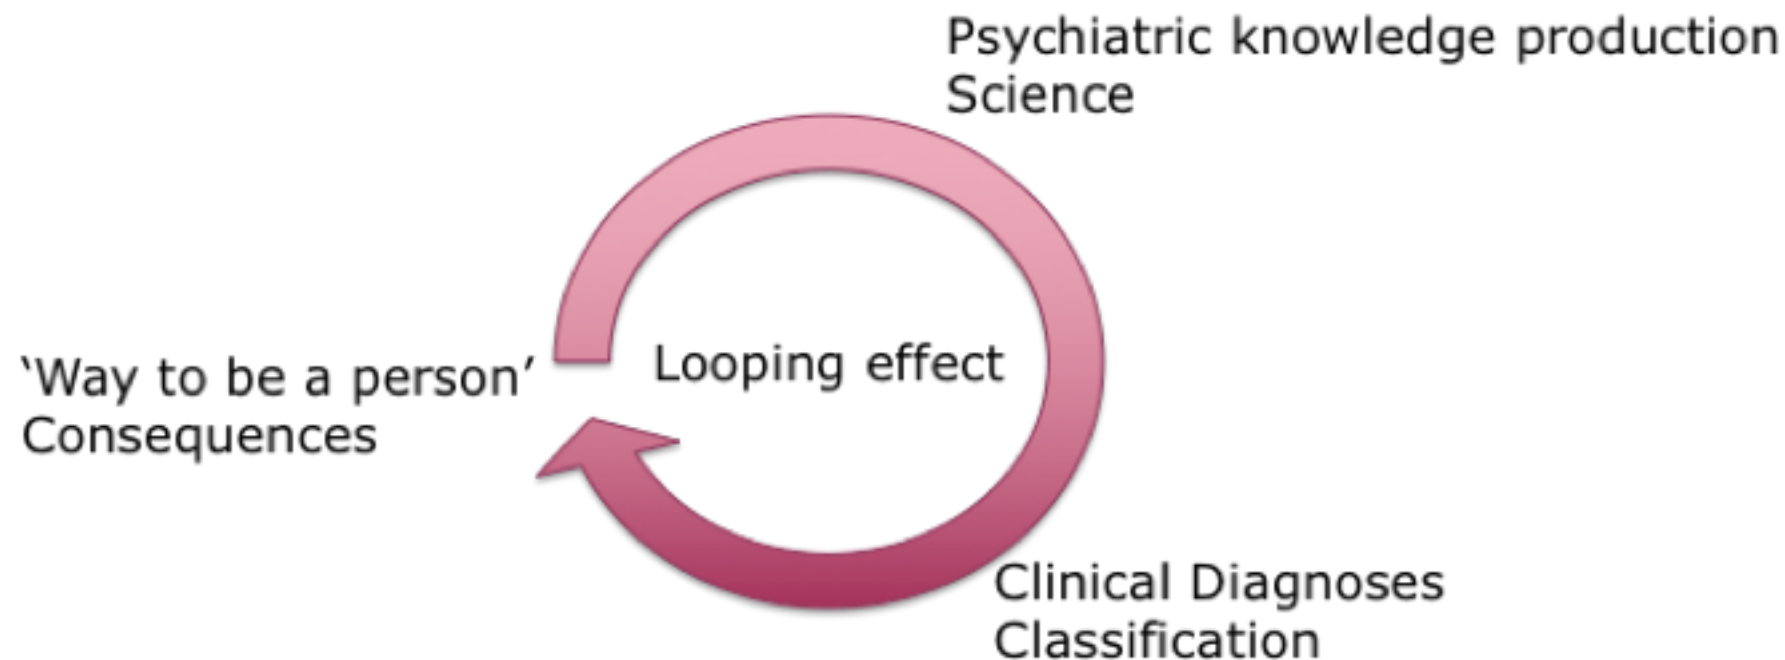 Psychiatric knowledge production
Science
‘Way to be a person’
Consequences
Looping effect
Clinical Diagnoses
Classification